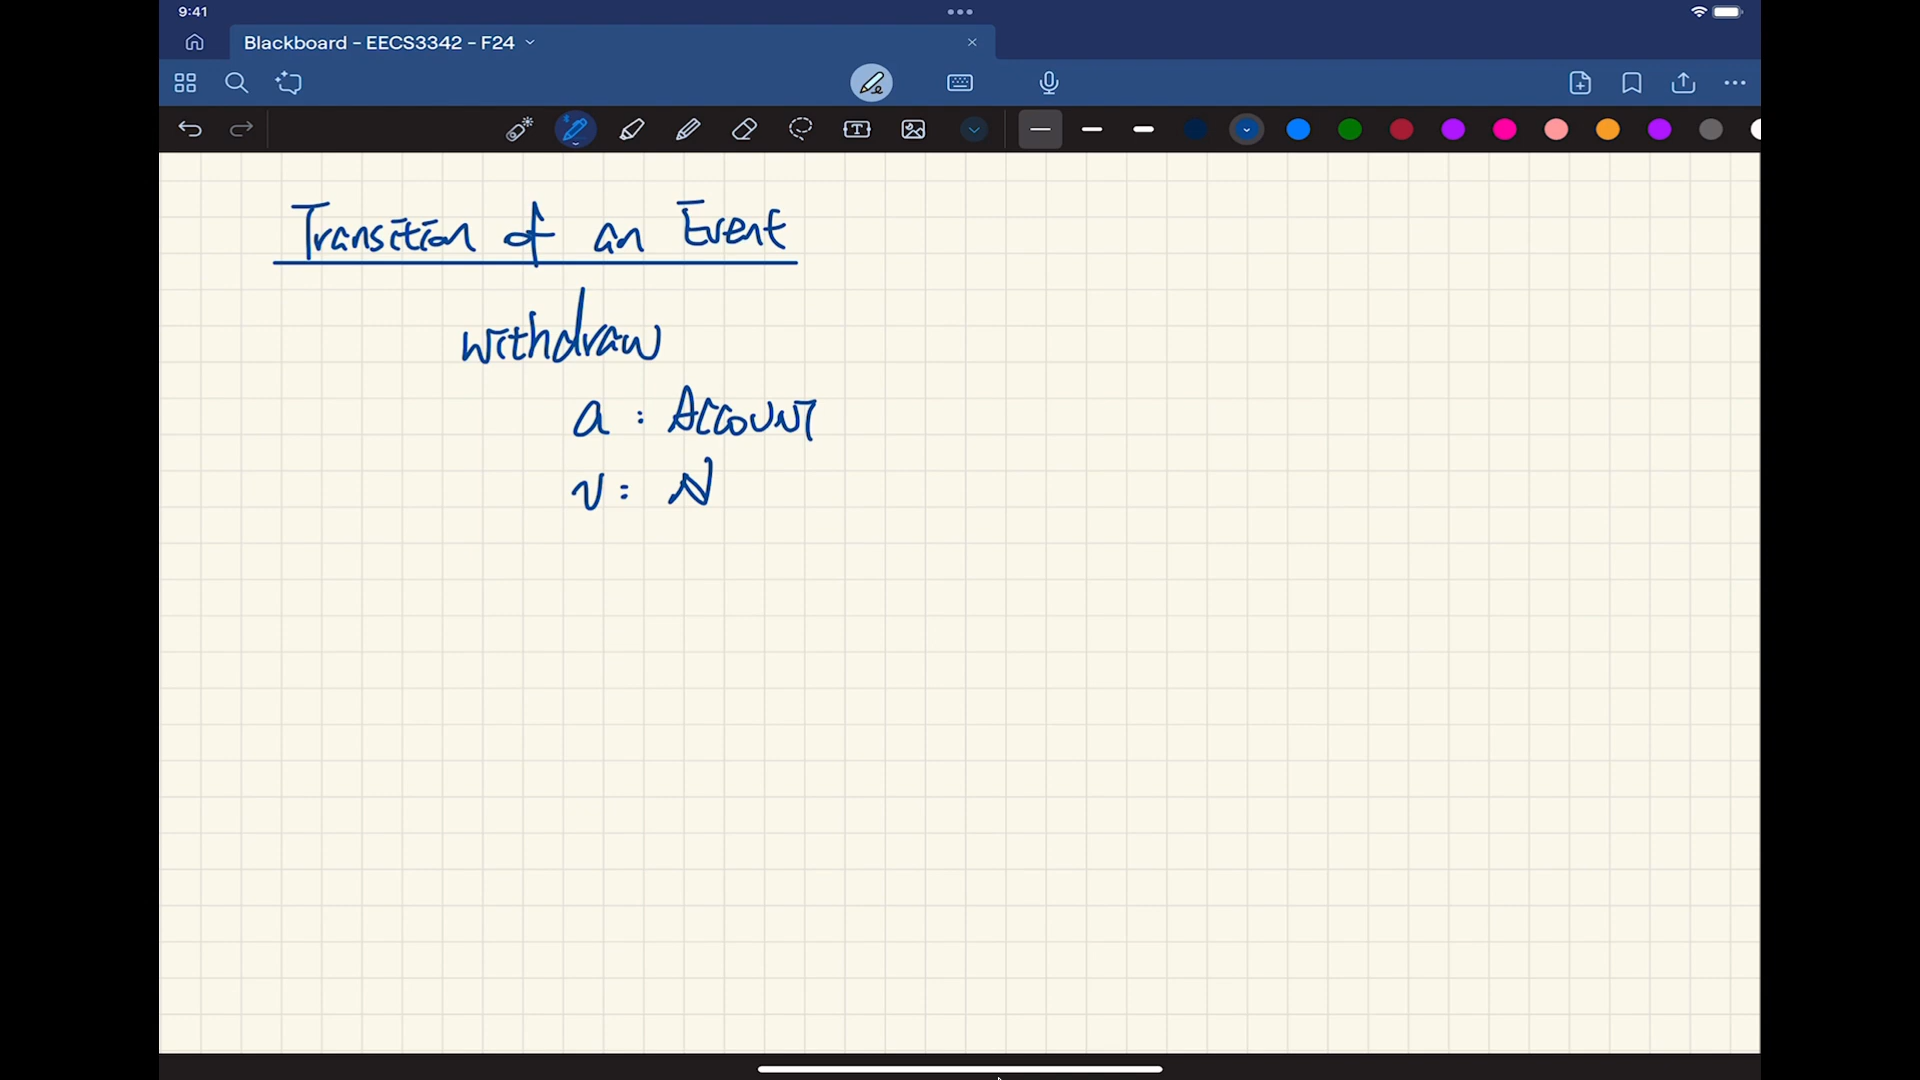 9:41
Blackboard - EECS3342 - F24
Transition of an Event
withdraw
a : Account
v : ℕ